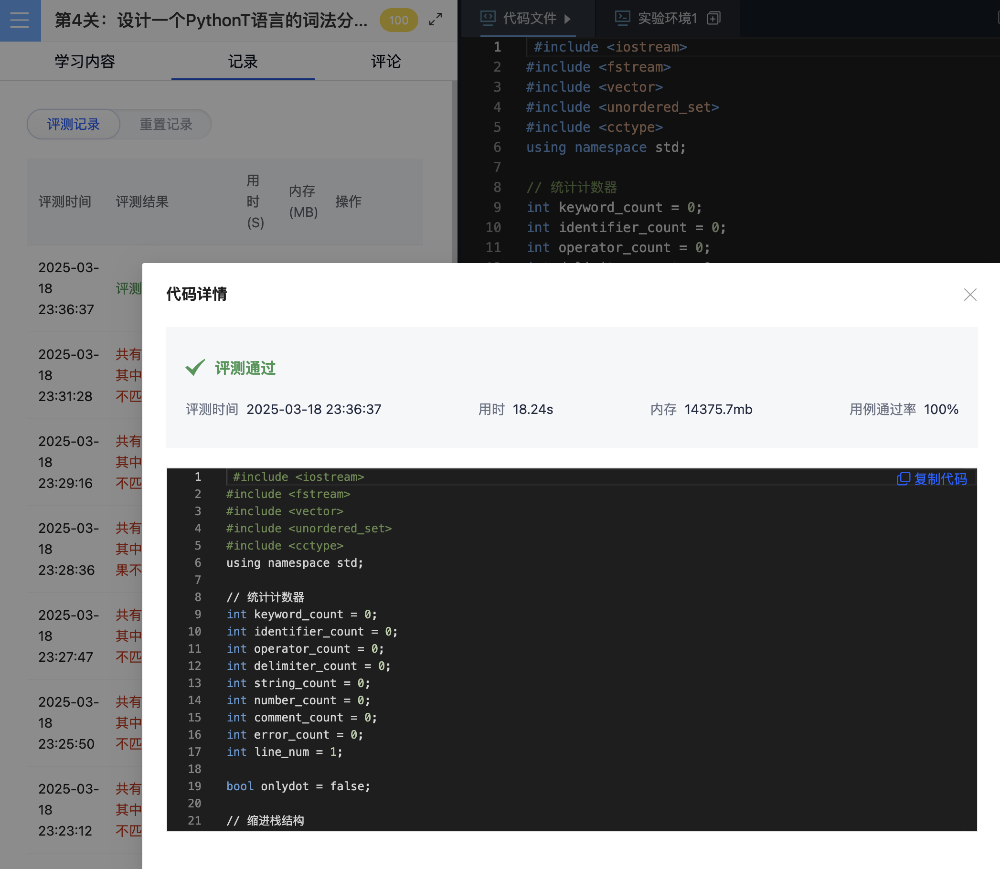 第4关：设计一个PythonT语言的词法分...
100
学习内容
记录
评论
评测记录
重置记录
评测时间
评测结果
用时(S)
内存(MB)
操作
2025-03-18 23:36:37
评测
2025-03-18 23:31:28
共有
其中
不匹
2025-03-18 23:29:16
共有
其中
不匹
2025-03-18 23:28:36
共有
其中
果不
2025-03-18 23:27:47
共有
其中
不匹
2025-03-18 23:25:50
共有
其中
不匹
2025-03-18 23:23:12
共有
其中
不匹
代码文件
实验环境1
1 #include <iostream>
2 #include <fstream>
3 #include <vector>
4 #include <unordered_set>
5 #include <cctype>
6 using namespace std;
7
8 // 统计计数器
9 int keyword_count = 0;
10 int identifier_count = 0;
11 int operator_count = 0;
代码详情
评测通过
评测时间 2025-03-18 23:36:37
用时 18.24s
内存 14375.7mb
用例通过率 100%
复制代码
1 #include <iostream>
2 #include <fstream>
3 #include <vector>
4 #include <unordered_set>
5 #include <cctype>
6 using namespace std;
7
8 // 统计计数器
9 int keyword_count = 0;
10 int identifier_count = 0;
11 int operator_count = 0;
12 int delimiter_count = 0;
13 int string_count = 0;
14 int number_count = 0;
15 int comment_count = 0;
16 int error_count = 0;
17 int line_num = 1;
18
19 bool onlydot = false;
20
21 // 缩进栈结构